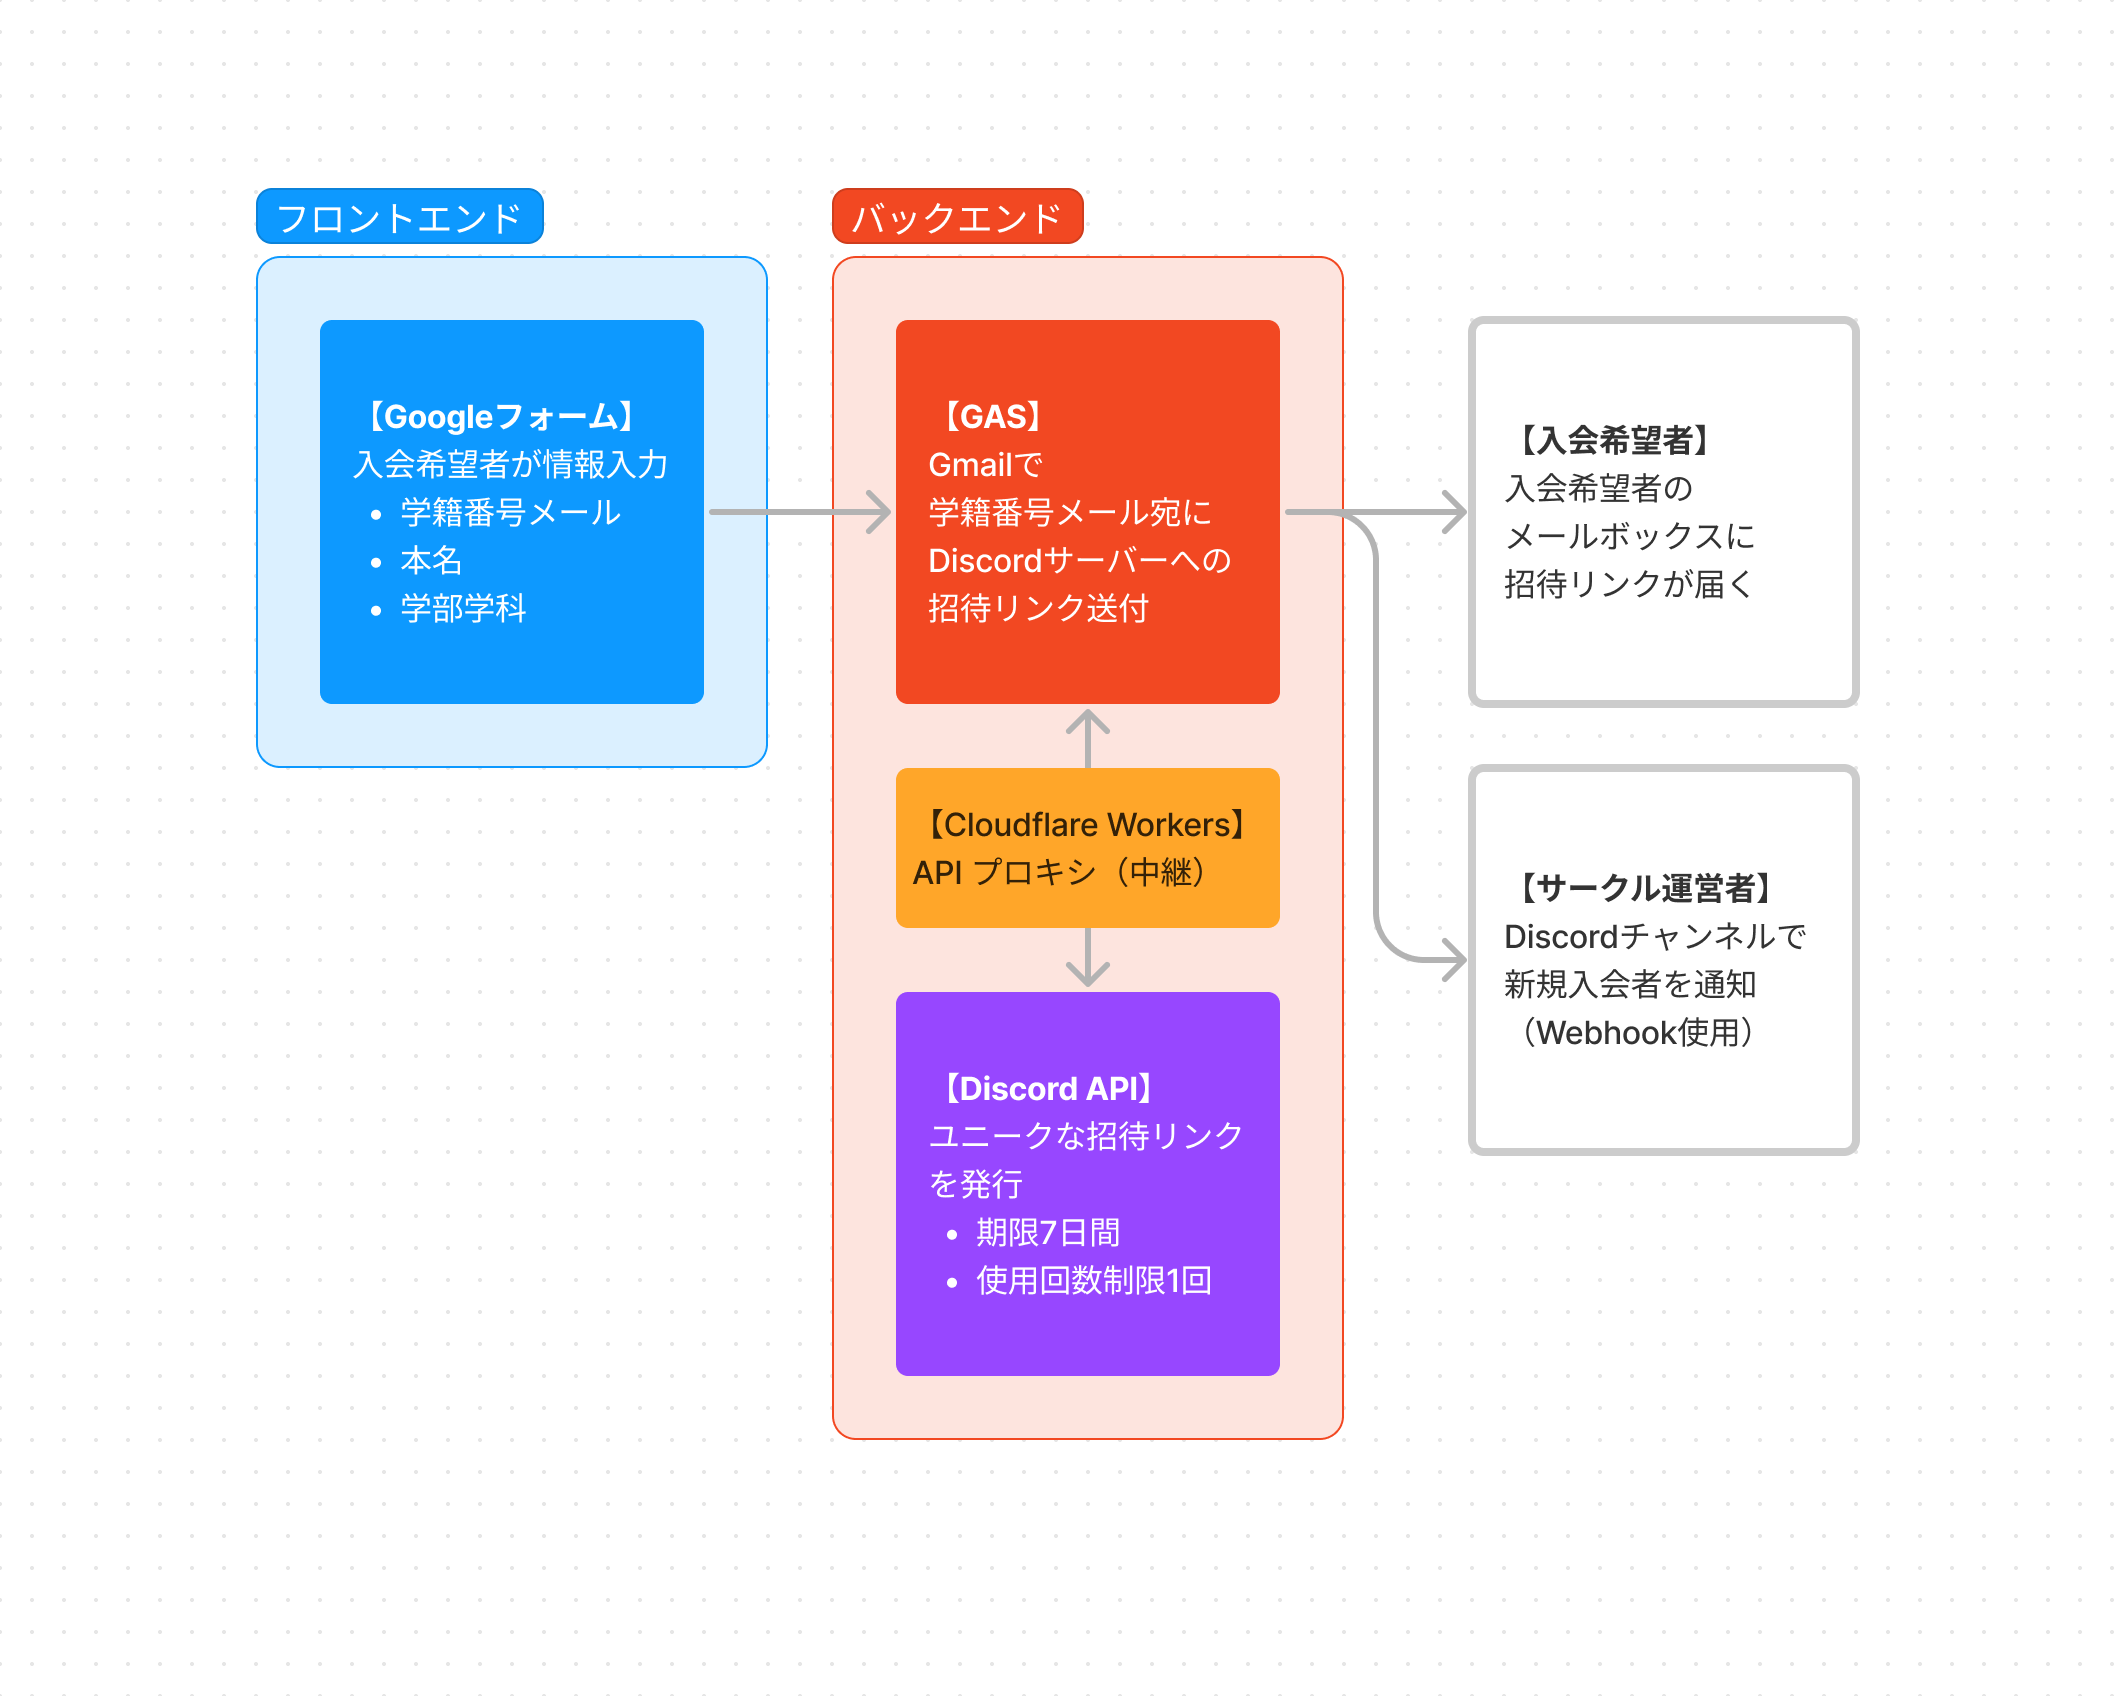 フロントエンド
【Googleフォーム】
入会希望者が情報入力
• 学籍番号メール
• 本名
• 学部学科
バックエンド
【GAS】
Gmailで
学籍番号メール宛に
Discordサーバーへの
招待リンク送付
【Cloudflare Workers】
API プロキシ（中継）
【Discord API】
ユニークな招待リンク
を発行
• 期限7日間
• 使用回数制限1回
【入会希望者】
入会希望者の
メールボックスに
招待リンクが届く
【サークル運営者】
Discordチャンネルで
新規入会者を通知
（Webhook使用）